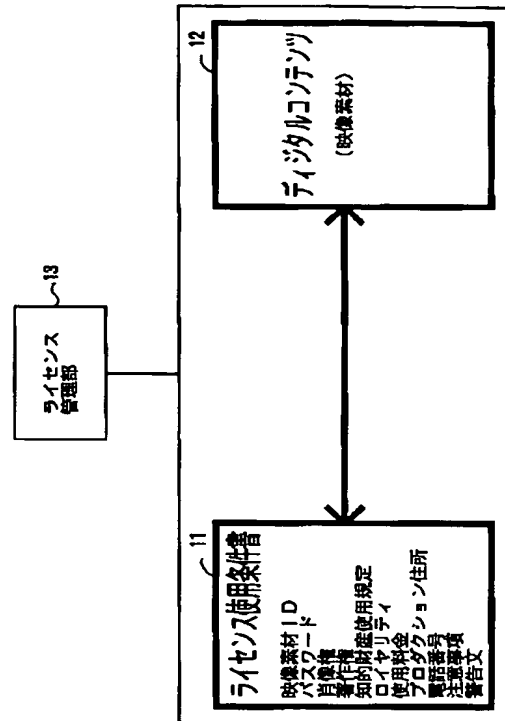 13
ライセンス
管理部
11
ライセンス使用条件書
映像素材ID
パスワード
肖像権
著作権
知的財産使用規定
ロイヤリティ
使用料金
プロダクション住所
電話番号
注意事項
警告文
12
ディジタルコンテンツ
(映像素材)